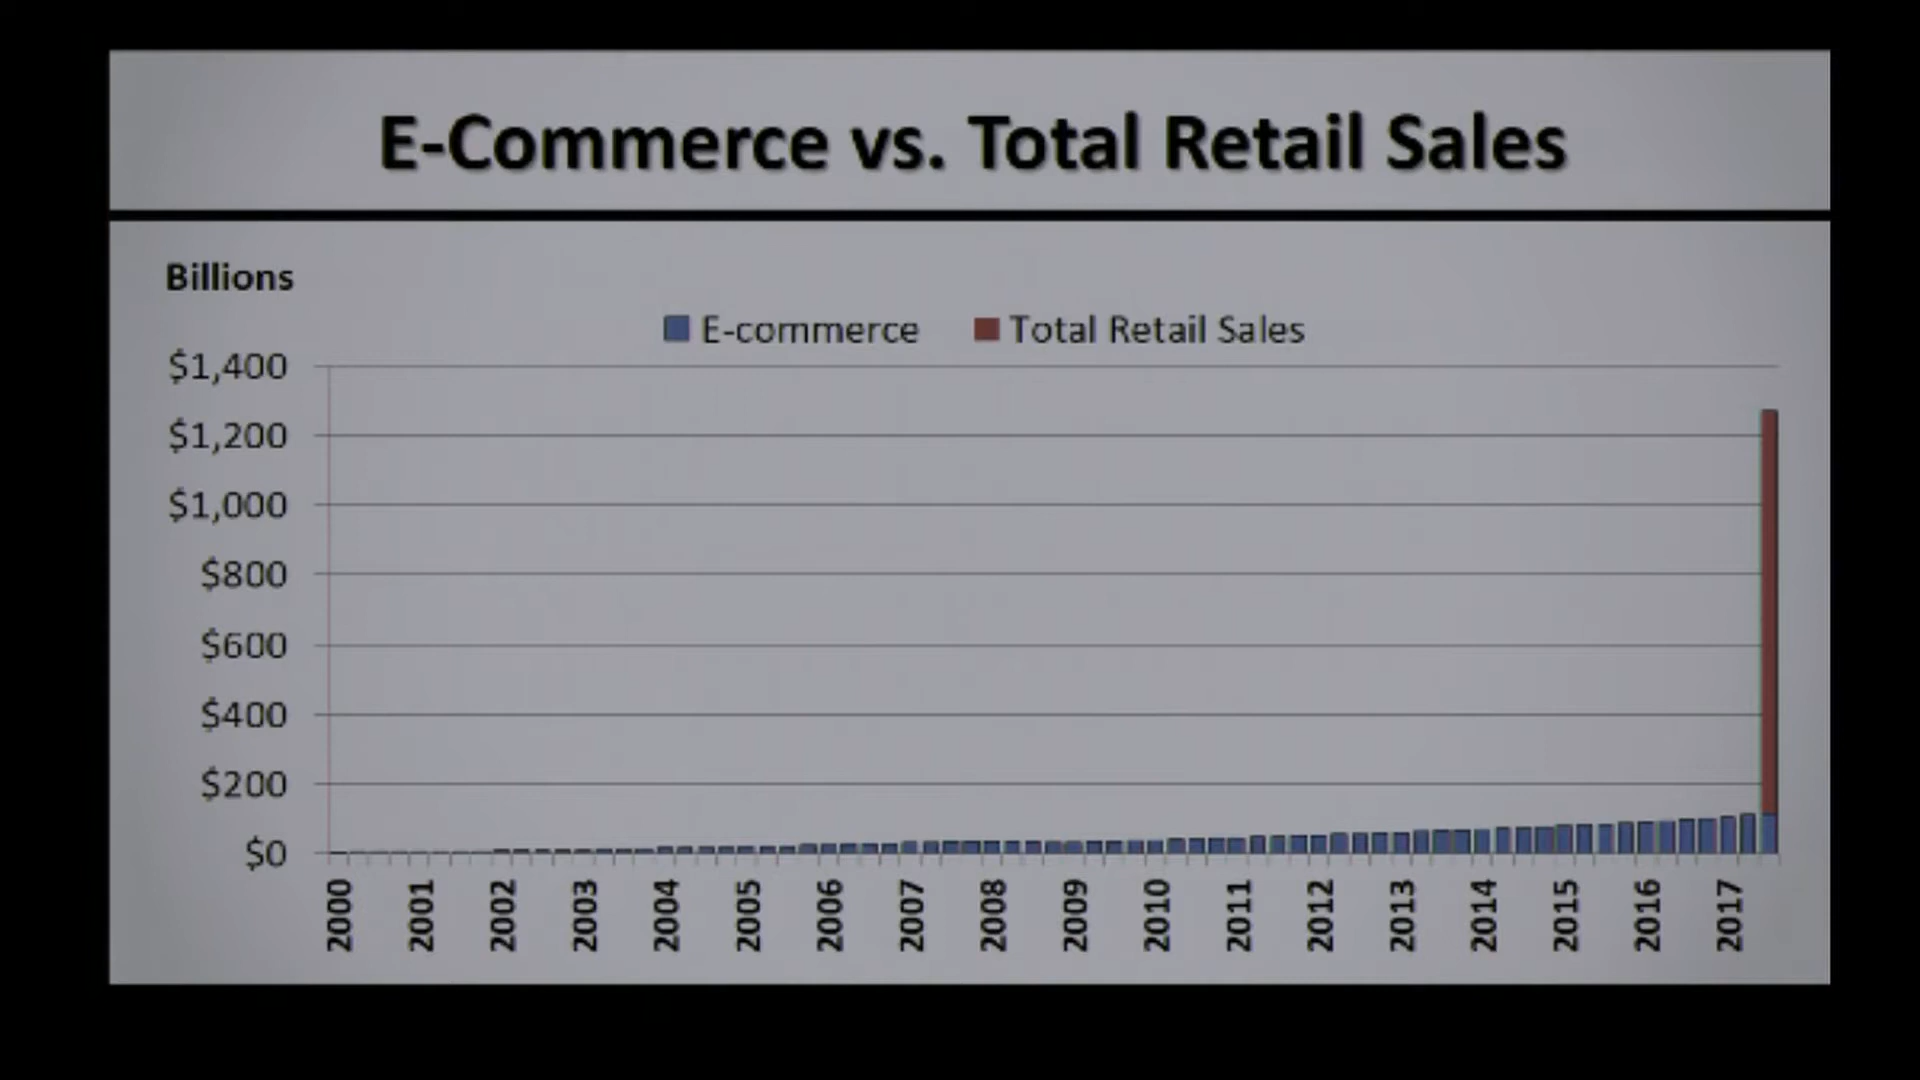 E-Commerce vs. Total Retail Sales
Billions
E-commerce Total Retail Sales
$1,400
$1,200
$1,000
$800
$600
$400
$200
$0
2000 2001 2002 2003 2004 2005 2006 2007 2008 2009 2010 2011 2012 2013 2014 2015 2016 2017